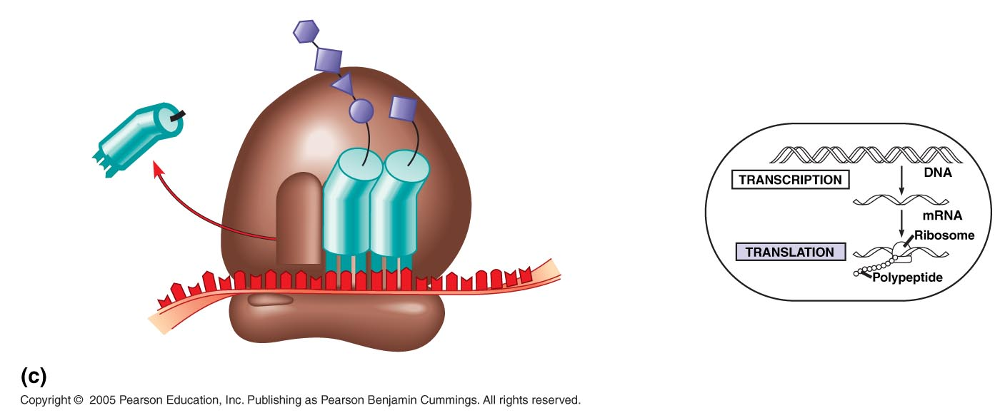 DNA
TRANSCRIPTION
mRNA
Ribosome
TRANSLATION
Polypeptide
(c)
Copyright © 2005 Pearson Education, Inc. Publishing as Pearson Benjamin Cummings. All rights reserved.